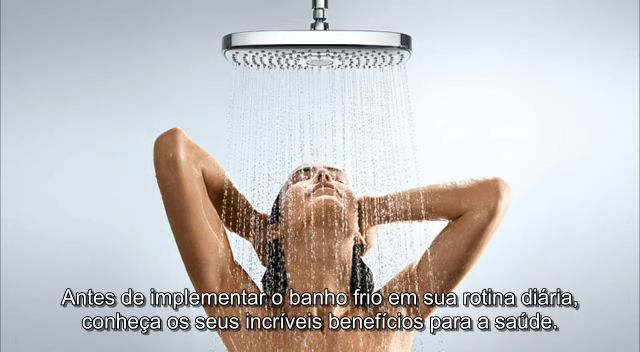 Antes de implementar o banho frio em sua rotina diária,
conheça os seus incríveis benefícios para a saúde.